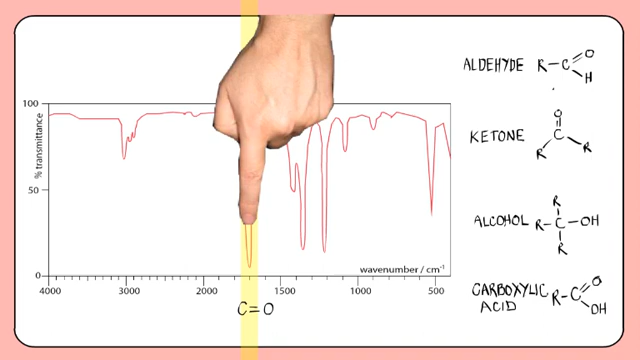 100
% transmittance
50
0
wavenumber / cm⁻¹
4000 3000 2000 1500 1000 500
C=O
ALDEHYDE R C O H
KETONE O C R R
ALCOHOL R R C OH R
CARBOXYLIC ACID R C O OH